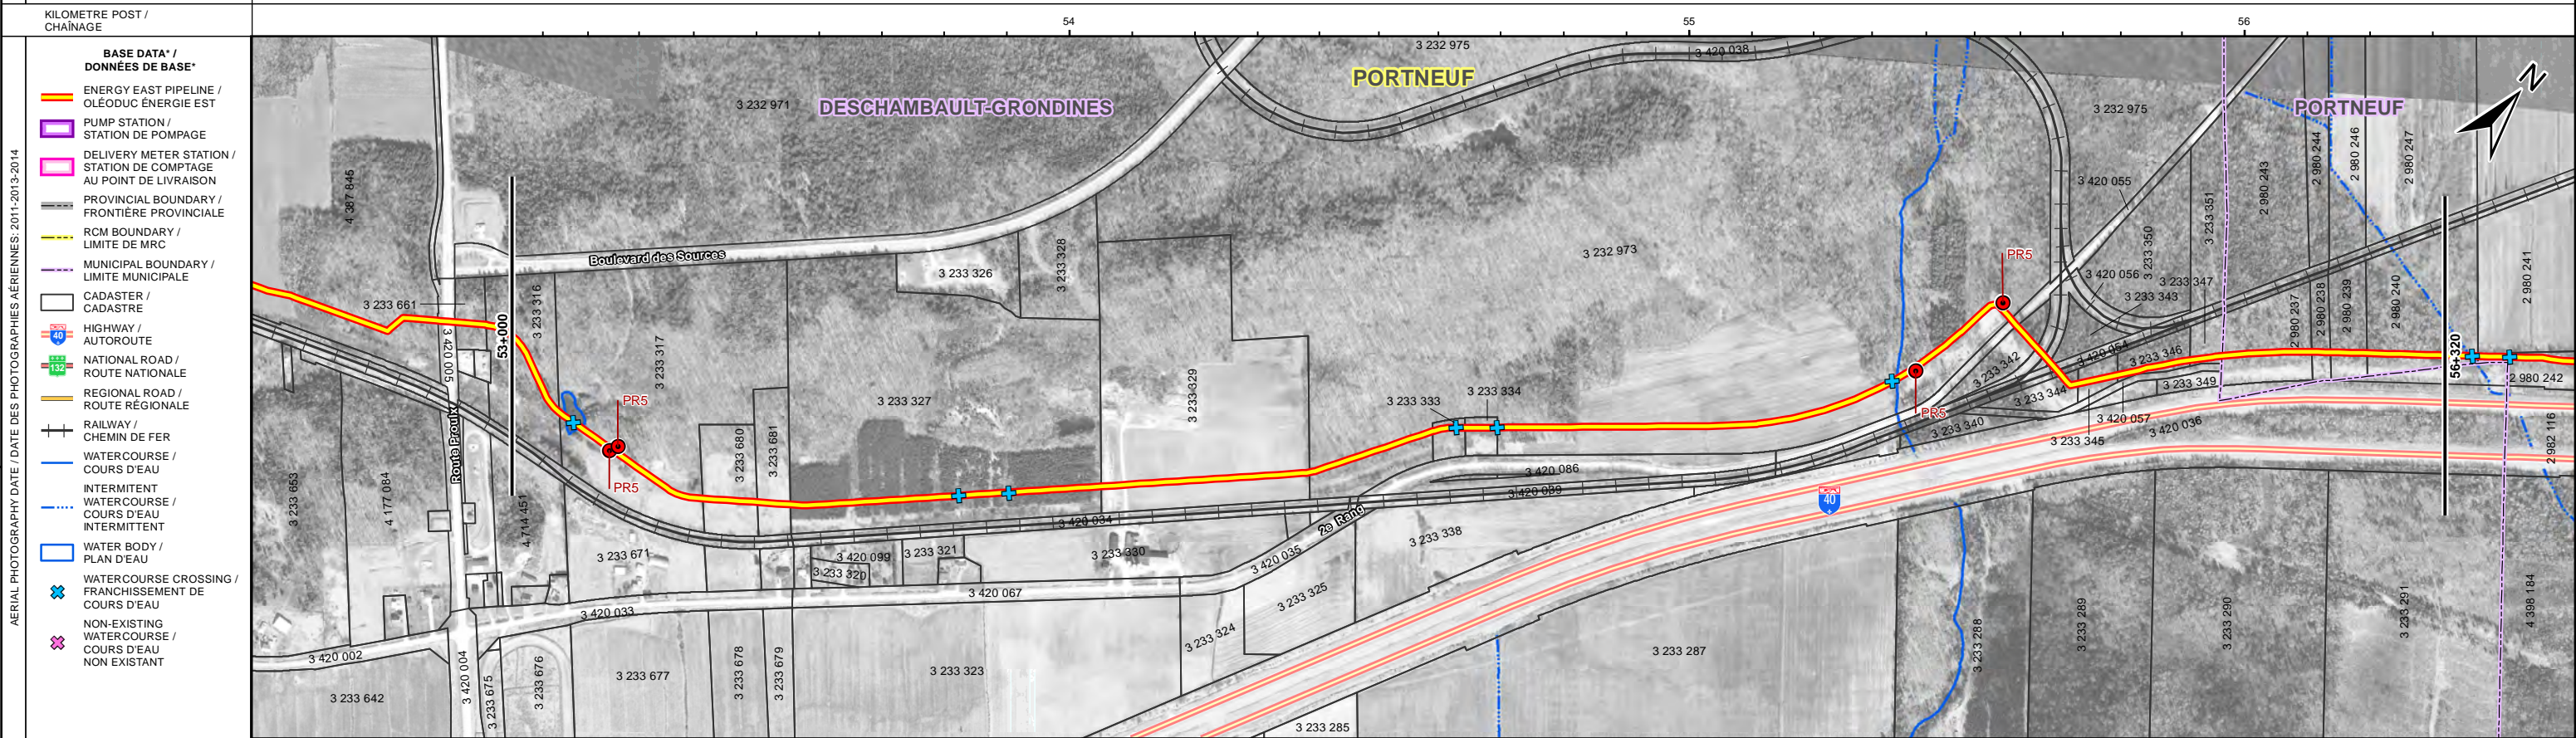 KILOMETRE POST /
CHAÎNAGE
54
55
56
AERIAL PHOTOGRAPHY DATE / DATE DES PHOTOGRAPHIES AÉRIENNES: 2011-2013-2014
BASE DATA* /
DONNÉES DE BASE*
ENERGY EAST PIPELINE /
OLÉODUC ÉNERGIE EST
PUMP STATION /
STATION DE POMPAGE
DELIVERY METER STATION /
STATION DE COMPTAGE
AU POINT DE LIVRAISON
PROVINCIAL BOUNDARY /
FRONTIÈRE PROVINCIALE
RCM BOUNDARY /
LIMITE DE MRC
MUNICIPAL BOUNDARY /
LIMITE MUNICIPALE
CADASTER /
CADASTRE
40
HIGHWAY /
AUTOROUTE
132
NATIONAL ROAD /
ROUTE NATIONALE
REGIONAL ROAD /
ROUTE RÉGIONALE
RAILWAY /
CHEMIN DE FER
WATERCOURSE /
COURS D'EAU
INTERMITENT
WATERCOURSE /
COURS D'EAU
INTERMITTENT
WATER BODY /
PLAN D'EAU
WATERCOURSE CROSSING /
FRANCHISSEMENT DE
COURS D'EAU
NON-EXISTING
WATERCOURSE /
COURS D'EAU
NON EXISTANT
3 232 975
3 420 038
PORTNEUF
DESCHAMBAULT-GRONDINES
3 232 971
3 232 975
PORTNEUF
N
4 387 845
3 420 055
3 233 351
2 980 243
2 980 244
2 980 246
2 980 247
Boulevard des Sources
3 233 326
3 233 328
3 232 973
PR5
3 233 350
3 420 056
3 233 347
3 233 343
2 980 241
3 233 661
3 233 316
53+000
3 420 005
3 233 317
2 980 237
2 980 238
2 980 239
2 980 240
56+320
3 420 054
3 233 346
3 233 342
3 233 349
2 980 242
3 233 329
3 233 327
3 233 333
3 233 334
3 233 344
PR5
PR5
3 420 057
3 233 340
3 420 036
3 233 345
2 982 116
Route Proulx
3 233 680
3 233 681
3 420 086
3 420 039
PR5
40
3 233 653
4 177 084
4 714 451
3 420 034
2e Rang
3 233 338
3 233 671
3 420 099
3 233 321
3 233 330
3 420 035
3 233 320
3 420 067
3 233 325
3 420 033
3 233 324
3 233 288
3 233 289
3 233 290
3 233 291
4 398 184
3 420 002
3 420 004
3 233 675
3 233 676
3 233 677
3 233 678
3 233 679
3 233 323
3 233 287
3 233 642
3 233 285